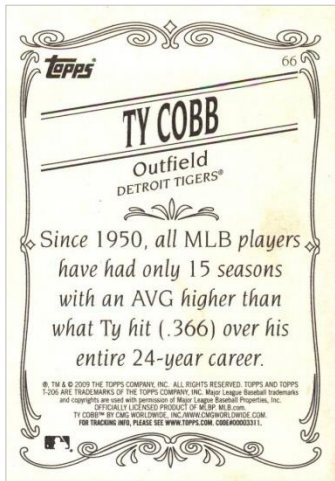 topps®
66
TY COBB
Outfield
DETROIT TIGERS®
Since 1950, all MLB players
have had only 15 seasons
with an AVG higher than
what Ty hit (.366) over his
entire 24-year career.
®, TM & © 2009 THE TOPPS COMPANY, INC. ALL RIGHTS RESERVED. TOPPS AND TOPPS
T-206 ARE TRADEMARKS OF THE TOPPS COMPANY, INC. Major League Baseball trademarks
and copyrights are used with permission of Major League Baseball Properties, Inc.
OFFICIALLY LICENSED PRODUCT OF MLBP. MLB.com.
TY COBB™ BY CMG WORLDWIDE, INC./WWW.CMGWORLDWIDE.COM.
FOR TRACKING INFO, PLEASE SEE WWW.TOPPS.COM. CODE#00003311.